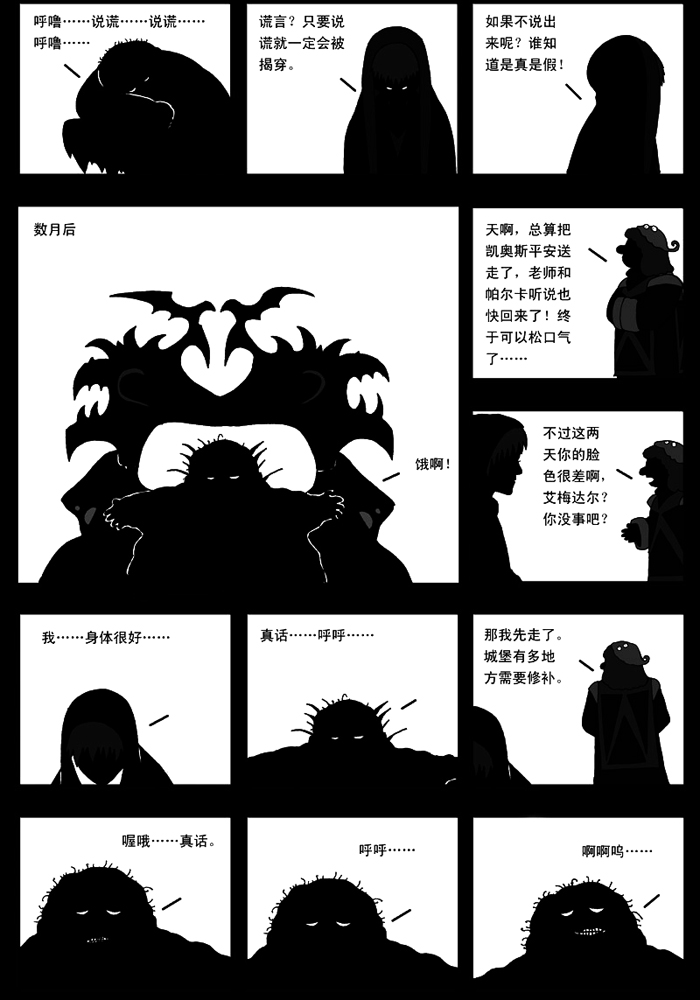 呼噜……说谎……说谎……
呼噜……
谎言？只要说
谎就一定会被
揭穿。
如果不说出
来呢？谁知
道是真是假！
数月后
饿啊！
天啊，总算把
凯奥斯平安送
走了，老师和
帕尔卡听说也
快回来了！终
于可以松口气
了……
不过这两
天你的脸
色很差啊，
艾梅达尔？
你没事吧？
我……身体很好……
真话……呼呼……
那我先走了。
城堡有多地
方需要修补。
喔哦……真话。
呼呼……
啊啊呜……